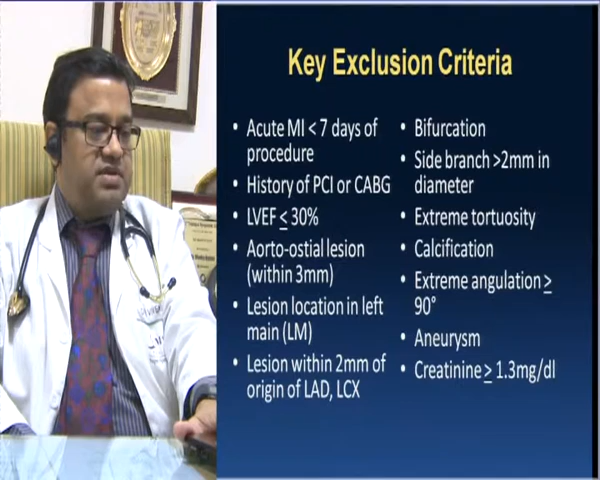 Key Exclusion Criteria
• Acute MI < 7 days of
procedure
• History of PCI or CABG
• LVEF ≤ 30%
• Aorto-ostial lesion
(within 3mm)
• Lesion location in left
main (LM)
• Lesion within 2mm of
origin of LAD, LCX
• Bifurcation
• Side branch >2mm in
diameter
• Extreme tortuosity
• Calcification
• Extreme angulation ≥
90°
• Aneurysm
• Creatinine ≥ 1.3mg/dl